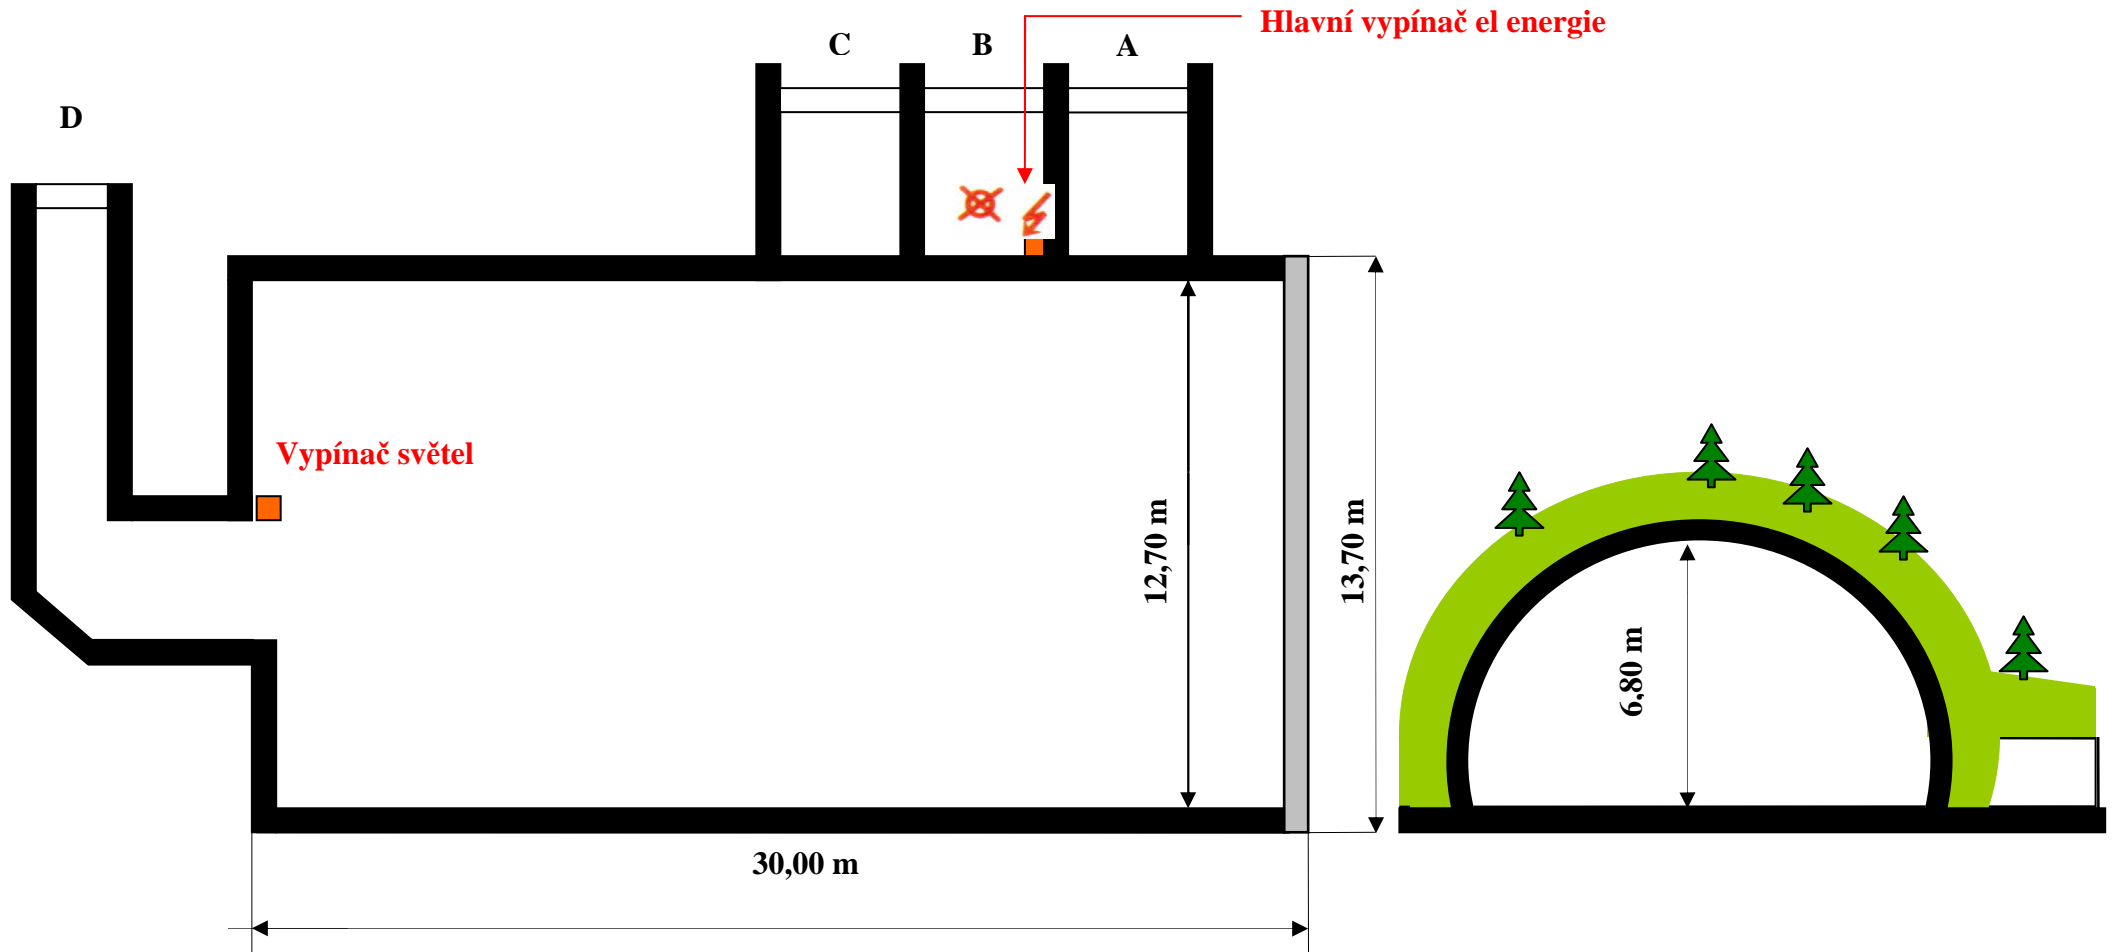 Hlavní vypínač el energie
C
B
A
D
Vypínač světel
12,70 m
13,70 m
6,80 m
30,00 m